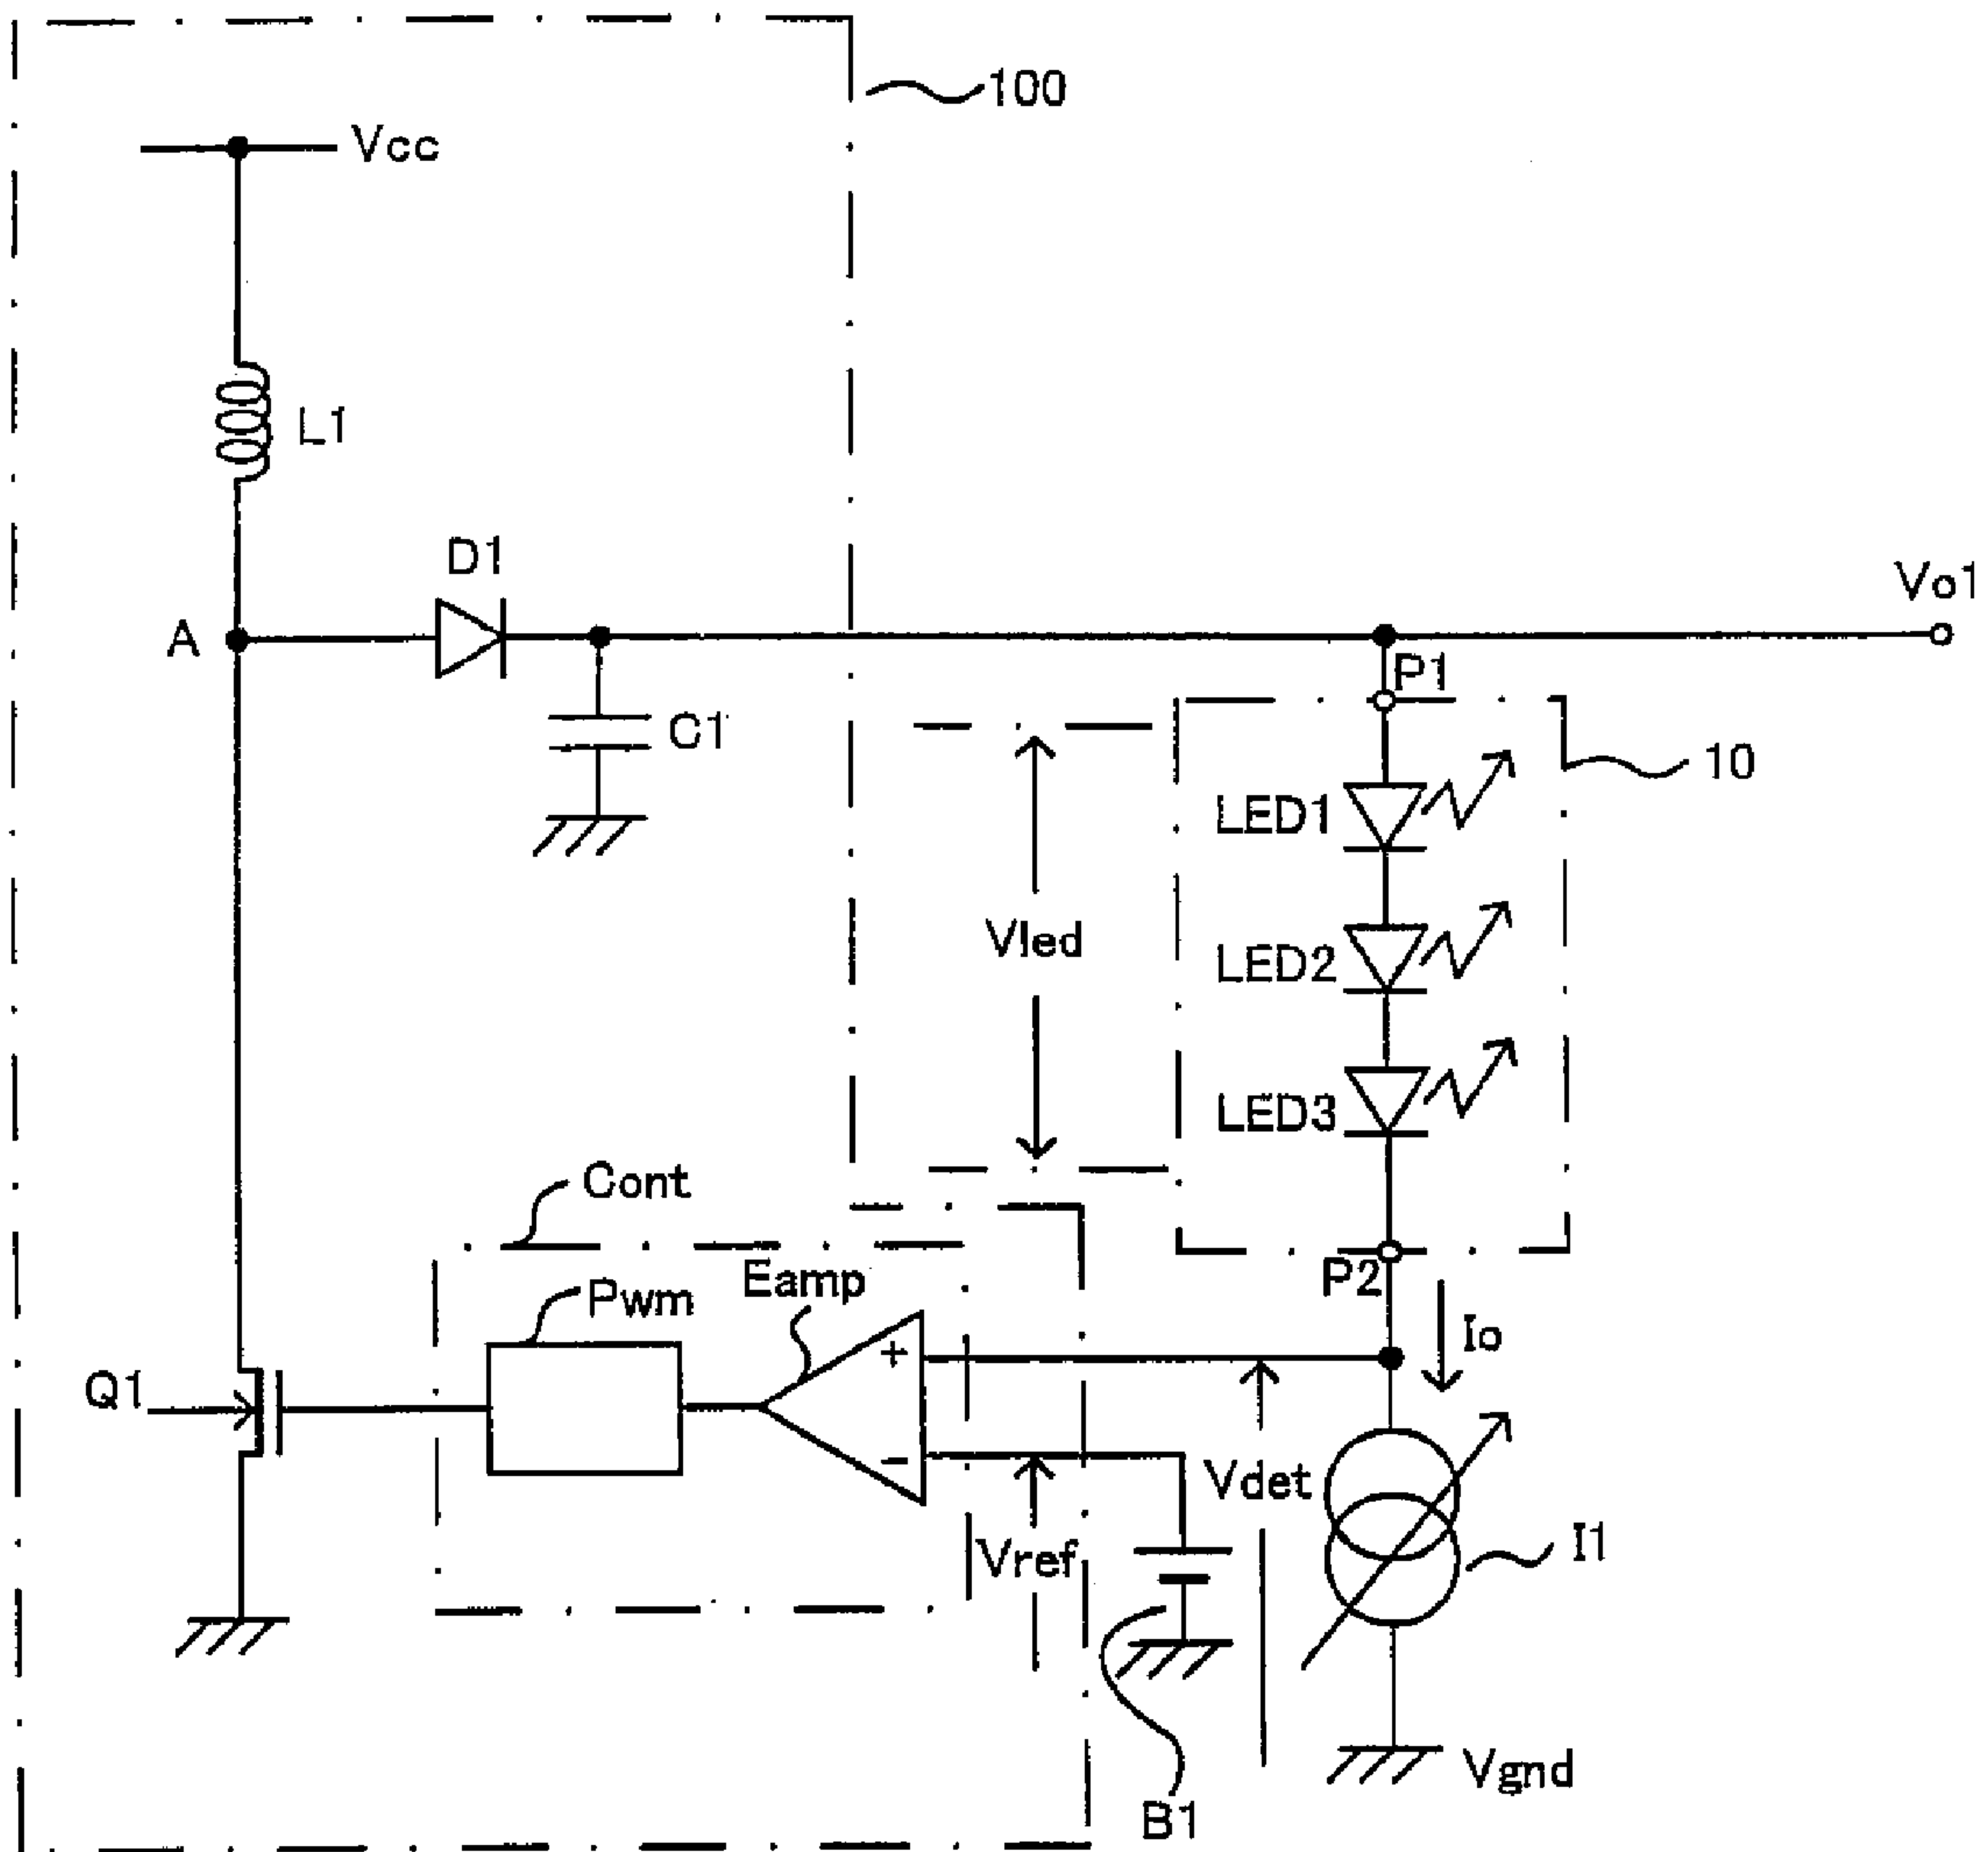 100
Vcc
L1
D1
Vo1
A
P1
C1
10
LED1
Vled
LED2
LED3
Cont
P2
Eamp
Pwm
Io
+
Q1
-
Vdet
Vref
I1
Vgnd
B1